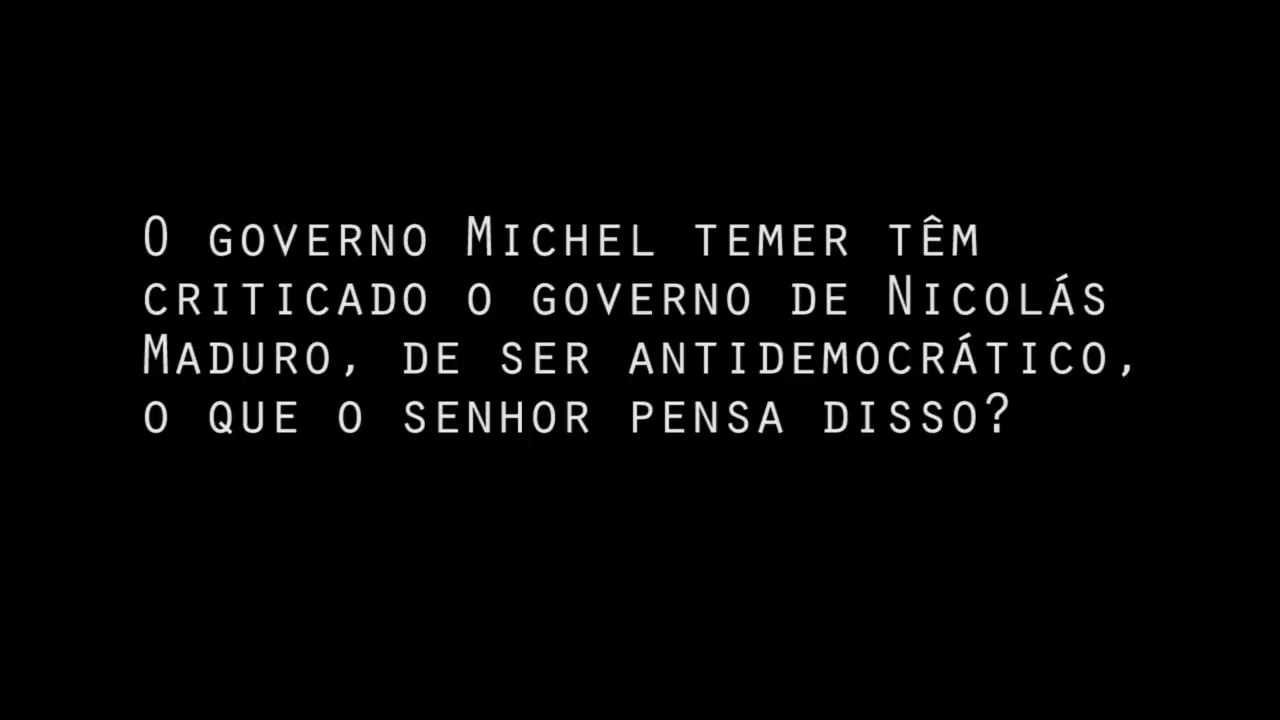 O governo Michel temer têm
criticado o governo de Nicolás
Maduro, de ser antidemocrático,
o que o senhor pensa disso?